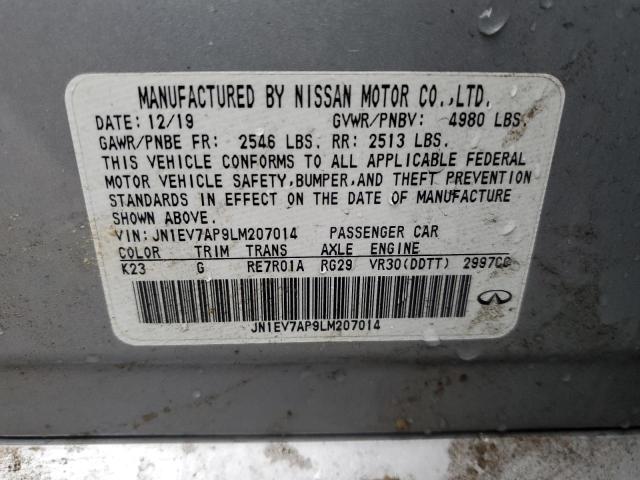 MANUFACTURED BY NISSAN MOTOR CO.,LTD.
DATE: 12/19 GVWR/PNBV: 4980 LBS.
GAWR/PNBE FR: 2546 LBS. RR: 2513 LBS.
THIS VEHICLE CONFORMS TO ALL APPLICABLE FEDERAL
MOTOR VEHICLE SAFETY,BUMPER,AND THEFT PREVENTION
STANDARDS IN EFFECT ON THE DATE OF MANUFACTURE
SHOWN ABOVE.
VIN: JN1EV7AP9LM207014 PASSENGER CAR
COLOR TRIM TRANS AXLE ENGINE
K23 G RE7R01A RG29 VR30(DDTT) 2997CC
JN1EV7AP9LM207014